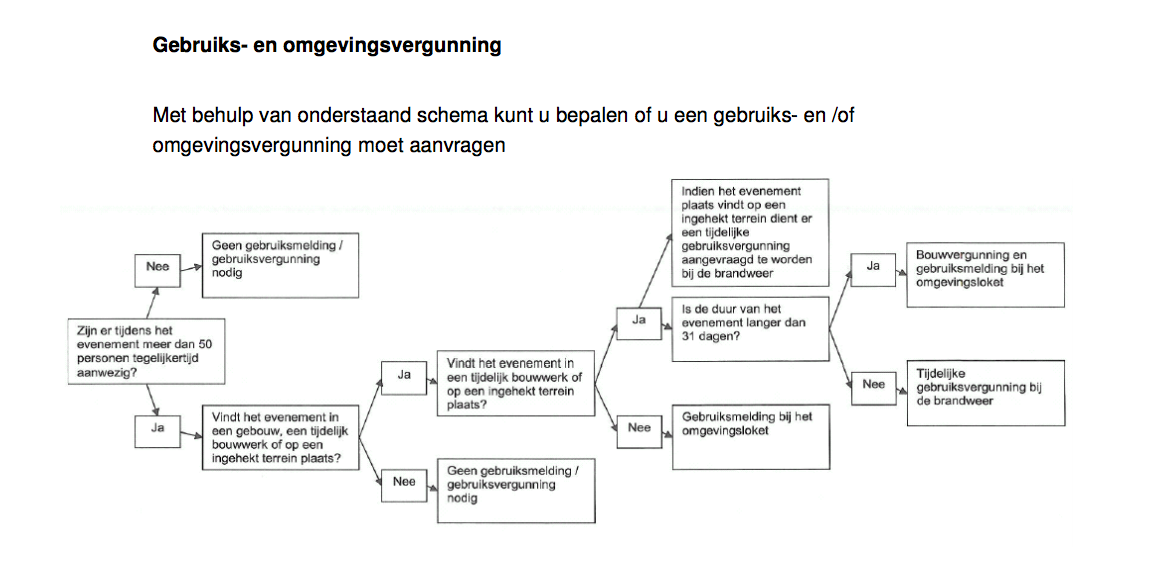 Gebruiks- en omgevingsvergunning
Met behulp van onderstaand schema kunt u bepalen of u een gebruiks- en /of
omgevingsvergunning moet aanvragen
Zijn er tijdens het
evenement meer dan 50
personen tegelijkertijd
aanwezig?
Nee
Geen gebruiksmelding /
gebruiksvergunning
nodig
Ja
Vindt het evenement in
een gebouw, een tijdelijk
bouwwerk of op een
ingehekt terrein plaats?
Ja
Vindt het evenement in
een tijdelijk bouwwerk of
op een ingehekt terrein
plaats?
Nee
Geen gebruiksmelding /
gebruiksvergunning
nodig
Ja
Indien het evenement
plaats vindt op een
ingehekt terrein dient er
een tijdelijke
gebruiksvergunning
aangevraagd te worden
bij de brandweer
Is de duur van het
evenement langer dan
31 dagen?
Nee
Gebruiksmelding bij het
omgevingsloket
Ja
Bouwvergunning en
gebruiksmelding bij het
omgevingsloket
Nee
Tijdelijke
gebruiksvergunning bij
de brandweer